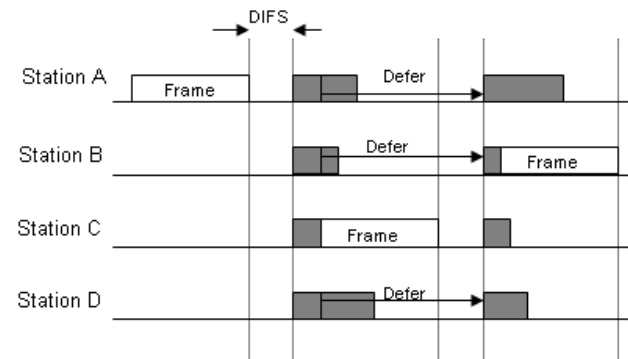 DIFS
Station A
Frame
Defer
Station B
Defer
Frame
Station C
Frame
Station D
Defer